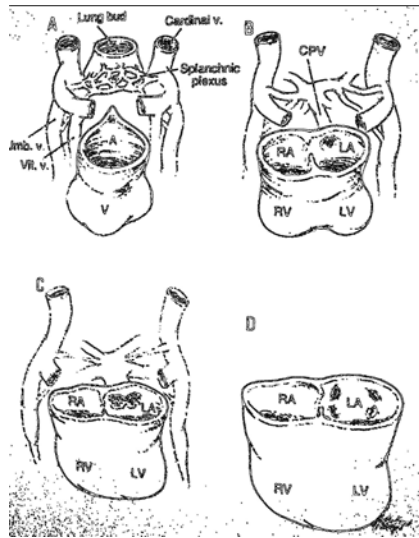 A
Lung bud
Cardinal v.
Splanchnic
plexus
Umb. v.
Vit. v.
A
V
B
CPV
RA
LA
RV
LV
C
RA
LA
RV
LV
D
RA
LA
RV
LV